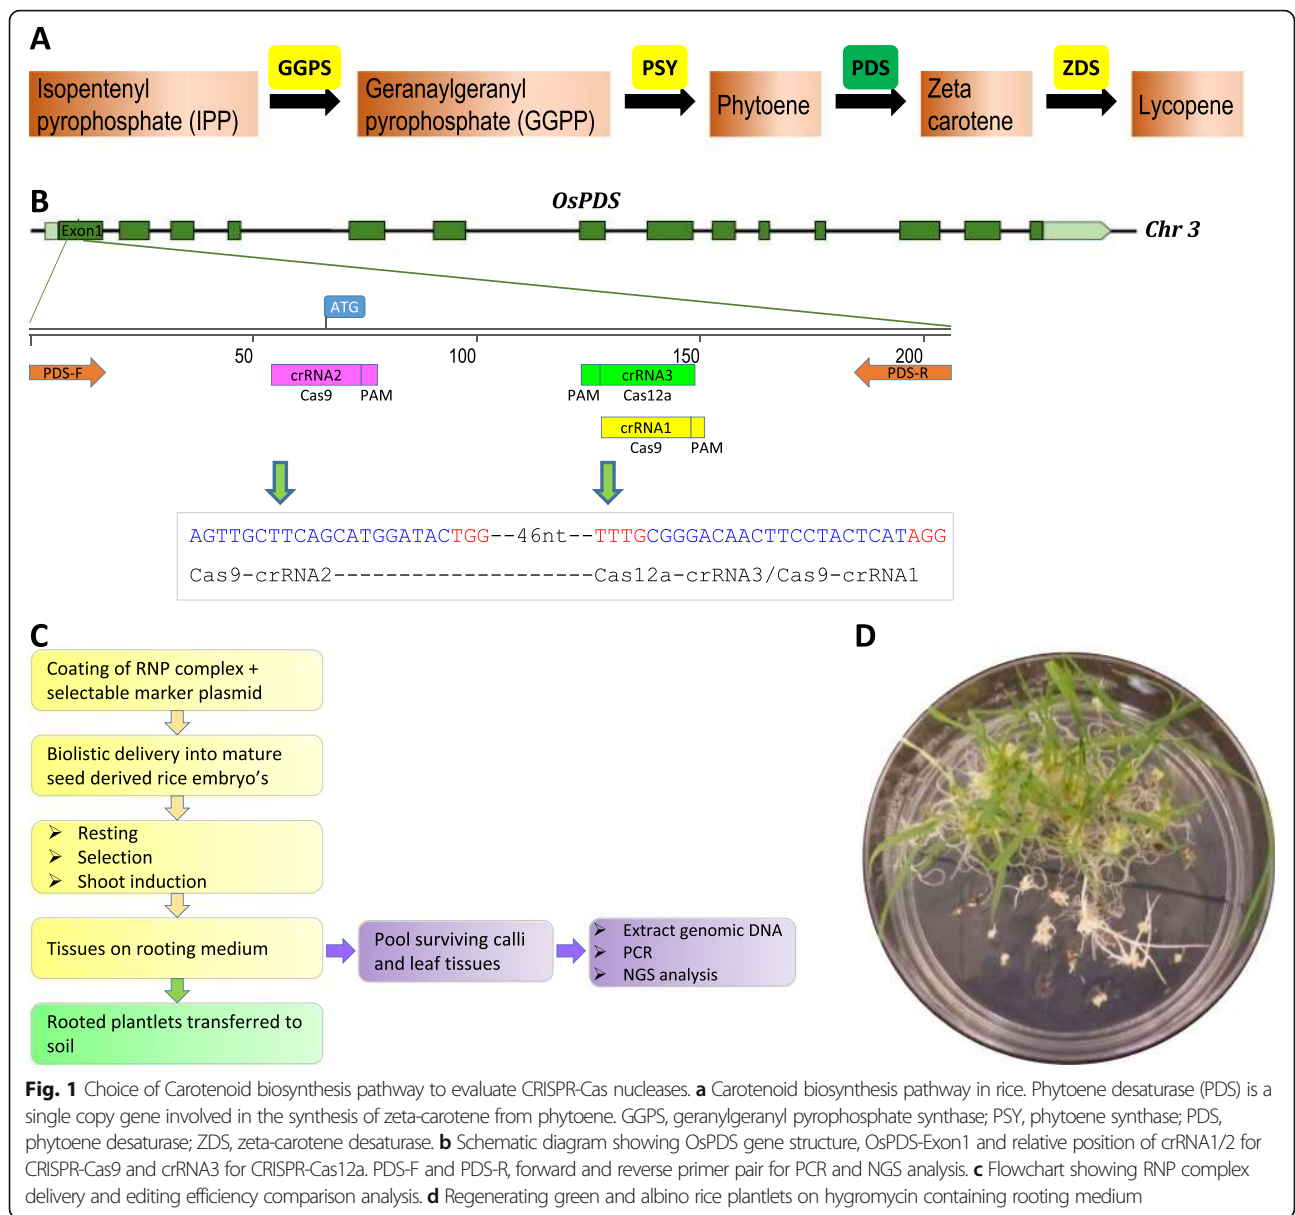 A
GGPS
PSY
PDS
ZDS
Isopentenyl
pyrophosphate (IPP)
Geranaylgeranyl
pyrophosphate (GGPP)
Phytoene
Zeta
carotene
Lycopene
B
OsPDS
Exon1
Chr 3
ATG
50
100
150
200
PDS-F
crRNA2
crRNA3
PDS-R
Cas9
PAM
PAM
Cas12a
crRNA1
Cas9
PAM
AGTTGCTTCAGCATGGATACTGG--46nt--TTTGCGGGACAACTTCCTACTCATAGG
Cas9-crRNA2--------------------Cas12a-crRNA3/Cas9-crRNA1
C
Coating of RNP complex +
selectable marker plasmid
Biolistic delivery into mature
seed derived rice embryo's
➢ Resting
➢ Selection
➢ Shoot induction
Tissues on rooting medium
Pool surviving calli
and leaf tissues
➢ Extract genomic DNA
➢ PCR
➢ NGS analysis
Rooted plantlets transferred to
soil
D
Fig. 1 Choice of Carotenoid biosynthesis pathway to evaluate CRISPR-Cas nucleases. a Carotenoid biosynthesis pathway in rice. Phytoene desaturase (PDS) is a
single copy gene involved in the synthesis of zeta-carotene from phytoene. GGPS, geranylgeranyl pyrophosphate synthase; PSY, phytoene synthase; PDS,
phytoene desaturase; ZDS, zeta-carotene desaturase. b Schematic diagram showing OsPDS gene structure, OsPDS-Exon1 and relative position of crRNA1/2 for
CRISPR-Cas9 and crRNA3 for CRISPR-Cas12a. PDS-F and PDS-R, forward and reverse primer pair for PCR and NGS analysis. c Flowchart showing RNP complex
delivery and editing efficiency comparison analysis. d Regenerating green and albino rice plantlets on hygromycin containing rooting medium